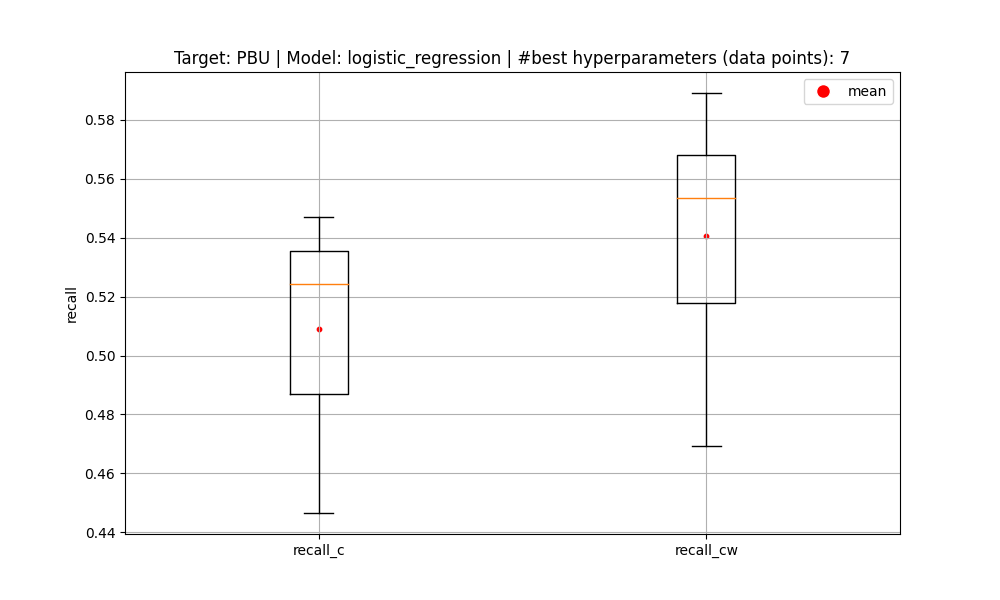 Target: PBU | Model: logistic_regression | #best hyperparameters (data points): 7
mean
0.58
0.56
0.54
0.52
0.50
0.48
0.46
0.44
recall
recall_c
recall_cw